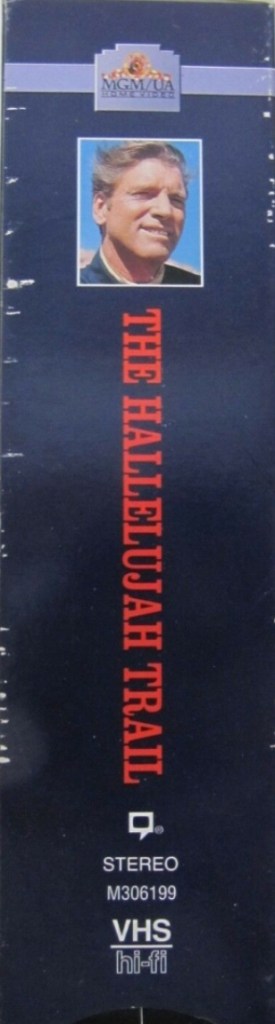 MGM/UA
HOME VIDEO
THE HALLELUJAH TRAIL
®
STEREO
M306199
VHS
hi-fi